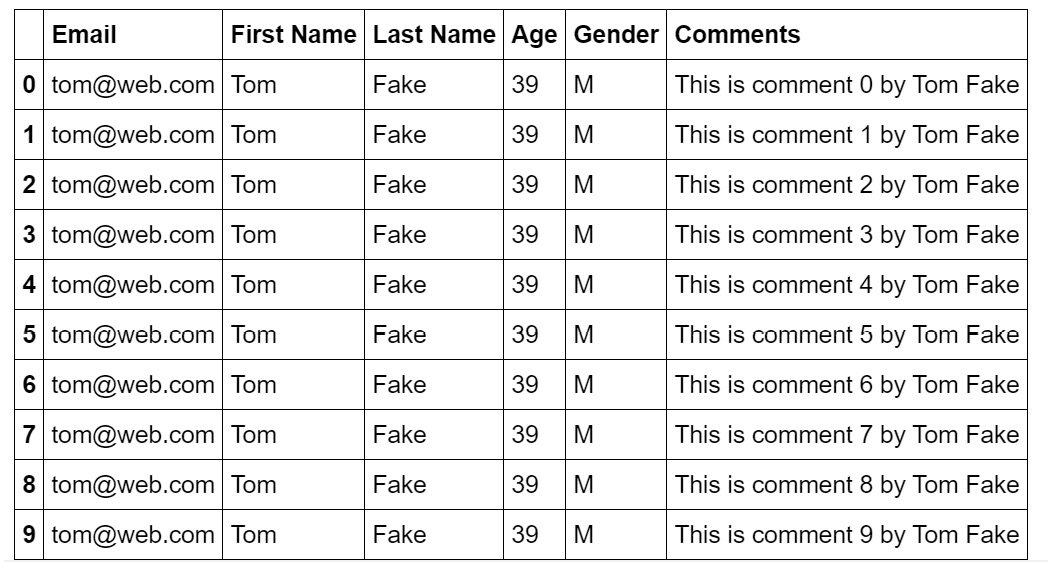 Email First Name Last Name Age Gender Comments
0 tom@web.com Tom Fake 39 M This is comment 0 by Tom Fake
1 tom@web.com Tom Fake 39 M This is comment 1 by Tom Fake
2 tom@web.com Tom Fake 39 M This is comment 2 by Tom Fake
3 tom@web.com Tom Fake 39 M This is comment 3 by Tom Fake
4 tom@web.com Tom Fake 39 M This is comment 4 by Tom Fake
5 tom@web.com Tom Fake 39 M This is comment 5 by Tom Fake
6 tom@web.com Tom Fake 39 M This is comment 6 by Tom Fake
7 tom@web.com Tom Fake 39 M This is comment 7 by Tom Fake
8 tom@web.com Tom Fake 39 M This is comment 8 by Tom Fake
9 tom@web.com Tom Fake 39 M This is comment 9 by Tom Fake